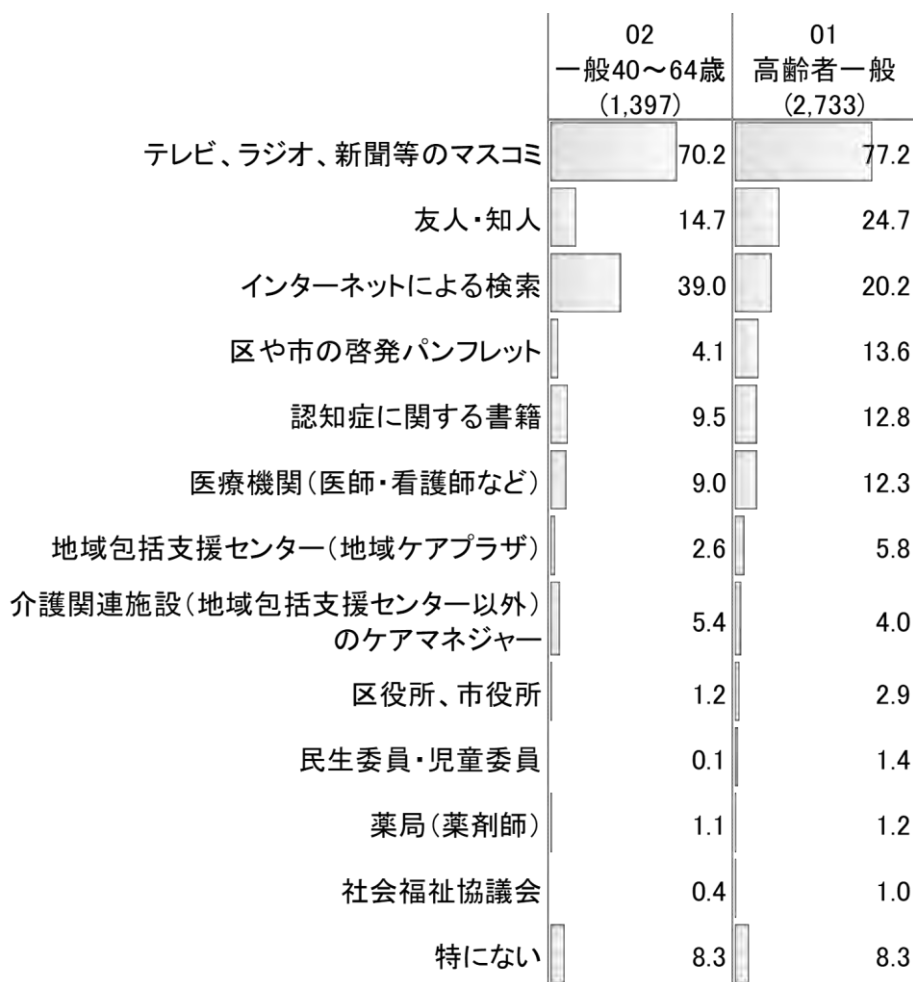 02 01
一般40～64歳 高齢者一般
(1,397) (2,733)
テレビ、ラジオ、新聞等のマスコミ 70.2 77.2
友人・知人 14.7 24.7
インターネットによる検索 39.0 20.2
区や市の啓発パンフレット 4.1 13.6
認知症に関する書籍 9.5 12.8
医療機関（医師・看護師など） 9.0 12.3
地域包括支援センター（地域ケアプラザ） 2.6 5.8
介護関連施設（地域包括支援センター以外）
のケアマネジャー 5.4 4.0
区役所、市役所 1.2 2.9
民生委員・児童委員 0.1 1.4
薬局（薬剤師） 1.1 1.2
社会福祉協議会 0.4 1.0
特にない 8.3 8.3